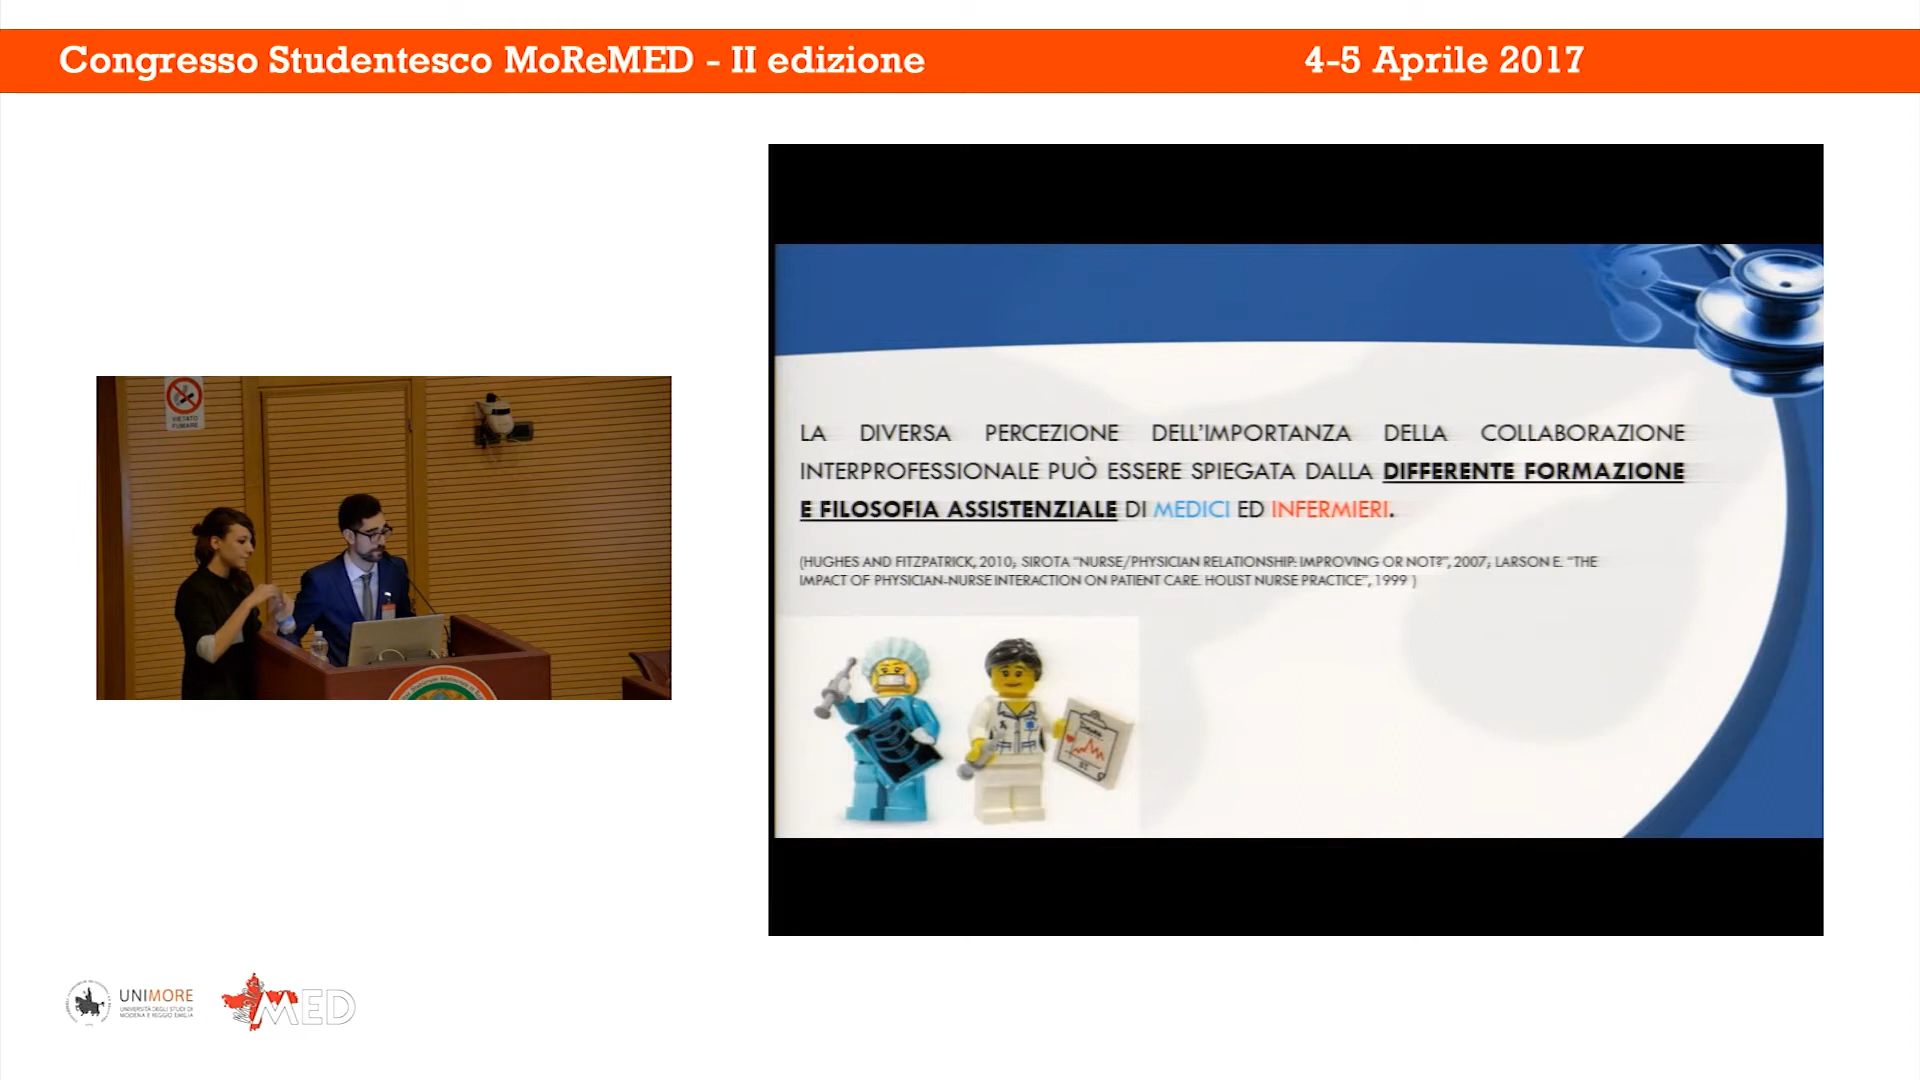 Congresso Studentesco MoReMED - II edizione
4-5 Aprile 2017
VIETATO
FUMARE
LA DIVERSA PERCEZIONE DELL'IMPORTANZA DELLA COLLABORAZIONE
INTERPROFESSIONALE PUÒ ESSERE SPIEGATA DALLA DIFFERENTE FORMAZIONE
E FILOSOFIA ASSISTENZIALE DI MEDICI ED INFERMIERI.
(HUGHES AND FITZPATRICK, 2010; SIROTA “NURSE/PHYSICIAN RELATIONSHIP: IMPROVING OR NOT?”, 2007; LARSON E. “THE
IMPACT OF PHYSICIAN-NURSE INTERACTION ON PATIENT CARE. HOLIST NURSE PRACTICE”, 1999 )
UNIMORE
UNIVERSITÀ DEGLI STUDI DI
MODENA E REGGIO EMILIA
MED